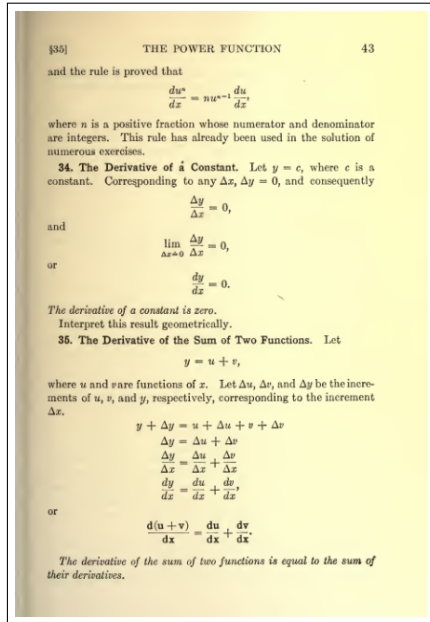 §35] THE POWER FUNCTION 43
and the rule is proved that
duⁿ/dx = nuⁿ⁻¹ du/dx,
where n is a positive fraction whose numerator and denominator
are integers. This rule has already been used in the solution of
numerous exercises.
34. The Derivative of a Constant. Let y = c, where c is a
constant. Corresponding to any Δx, Δy = 0, and consequently
Δy/Δx = 0,
and
lim Δx≐0 Δy/Δx = 0,
or
dy/dx = 0.
The derivative of a constant is zero.
Interpret this result geometrically.
35. The Derivative of the Sum of Two Functions. Let
y = u + v,
where u and v are functions of x. Let Δu, Δv, and Δy be the incre-
ments of u, v, and y, respectively, corresponding to the increment
Δx.
y + Δy = u + Δu + v + Δv
Δy = Δu + Δv
Δy/Δx = Δu/Δx + Δv/Δx
dy/dx = du/dx + dv/dx,
or
d(u + v)/dx = du/dx + dv/dx.
The derivative of the sum of two functions is equal to the sum of
their derivatives.